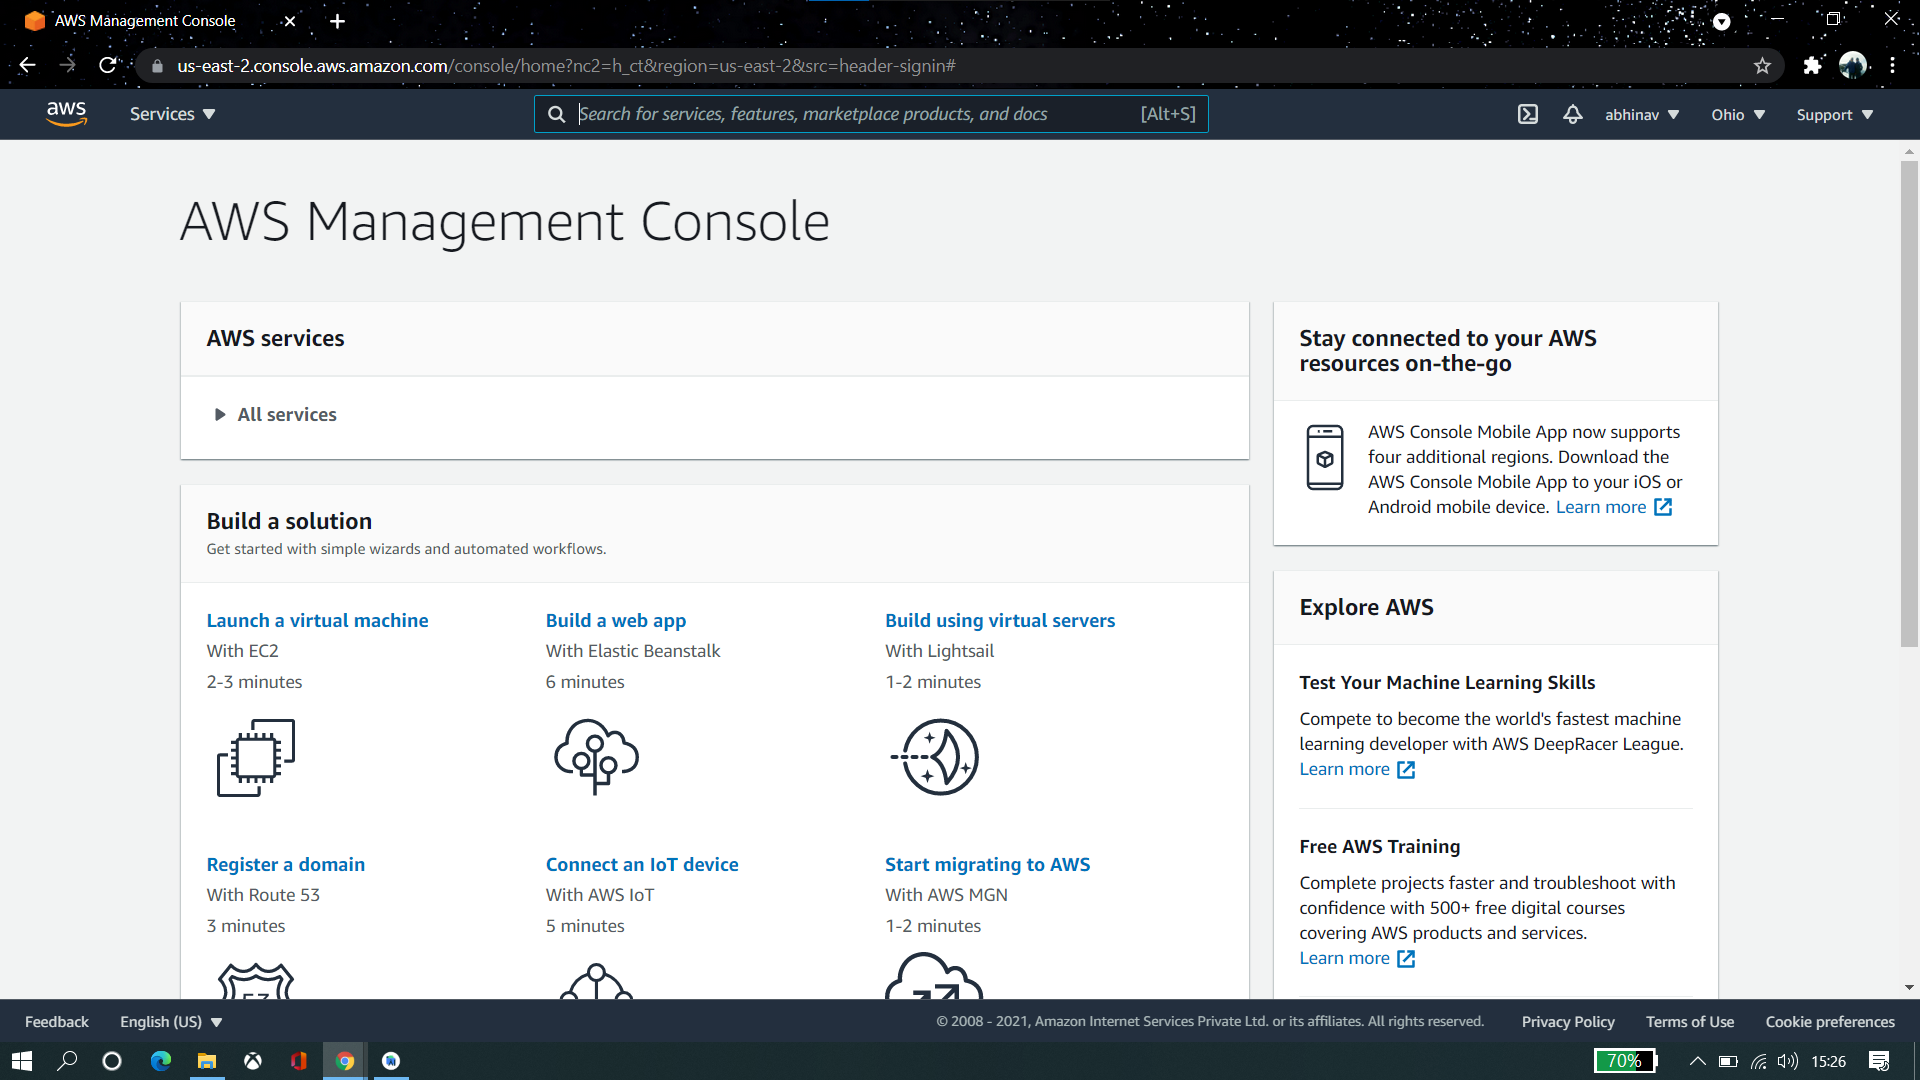 AWS Management Console
us-east-2.console.aws.amazon.com/console/home?nc2=h_ct&region=us-east-2&src=header-signin#
aws
Services
Search for services, features, marketplace products, and docs
[Alt+S]
abhinav
Ohio
Support
AWS Management Console
AWS services
All services
Build a solution
Get started with simple wizards and automated workflows.
Launch a virtual machine
With EC2
2-3 minutes
Build a web app
With Elastic Beanstalk
6 minutes
Build using virtual servers
With Lightsail
1-2 minutes
Register a domain
With Route 53
3 minutes
Connect an IoT device
With AWS IoT
5 minutes
Start migrating to AWS
With AWS MGN
1-2 minutes
53
Stay connected to your AWS
resources on-the-go
AWS Console Mobile App now supports
four additional regions. Download the
AWS Console Mobile App to your iOS or
Android mobile device. Learn more
Explore AWS
Test Your Machine Learning Skills
Compete to become the world's fastest machine
learning developer with AWS DeepRacer League.
Learn more
Free AWS Training
Complete projects faster and troubleshoot with
confidence with 500+ free digital courses
covering AWS products and services.
Learn more
Feedback
English (US)
© 2008 - 2021, Amazon Internet Services Private Ltd. or its affiliates. All rights reserved.
Privacy Policy
Terms of Use
Cookie preferences
70%
15:26